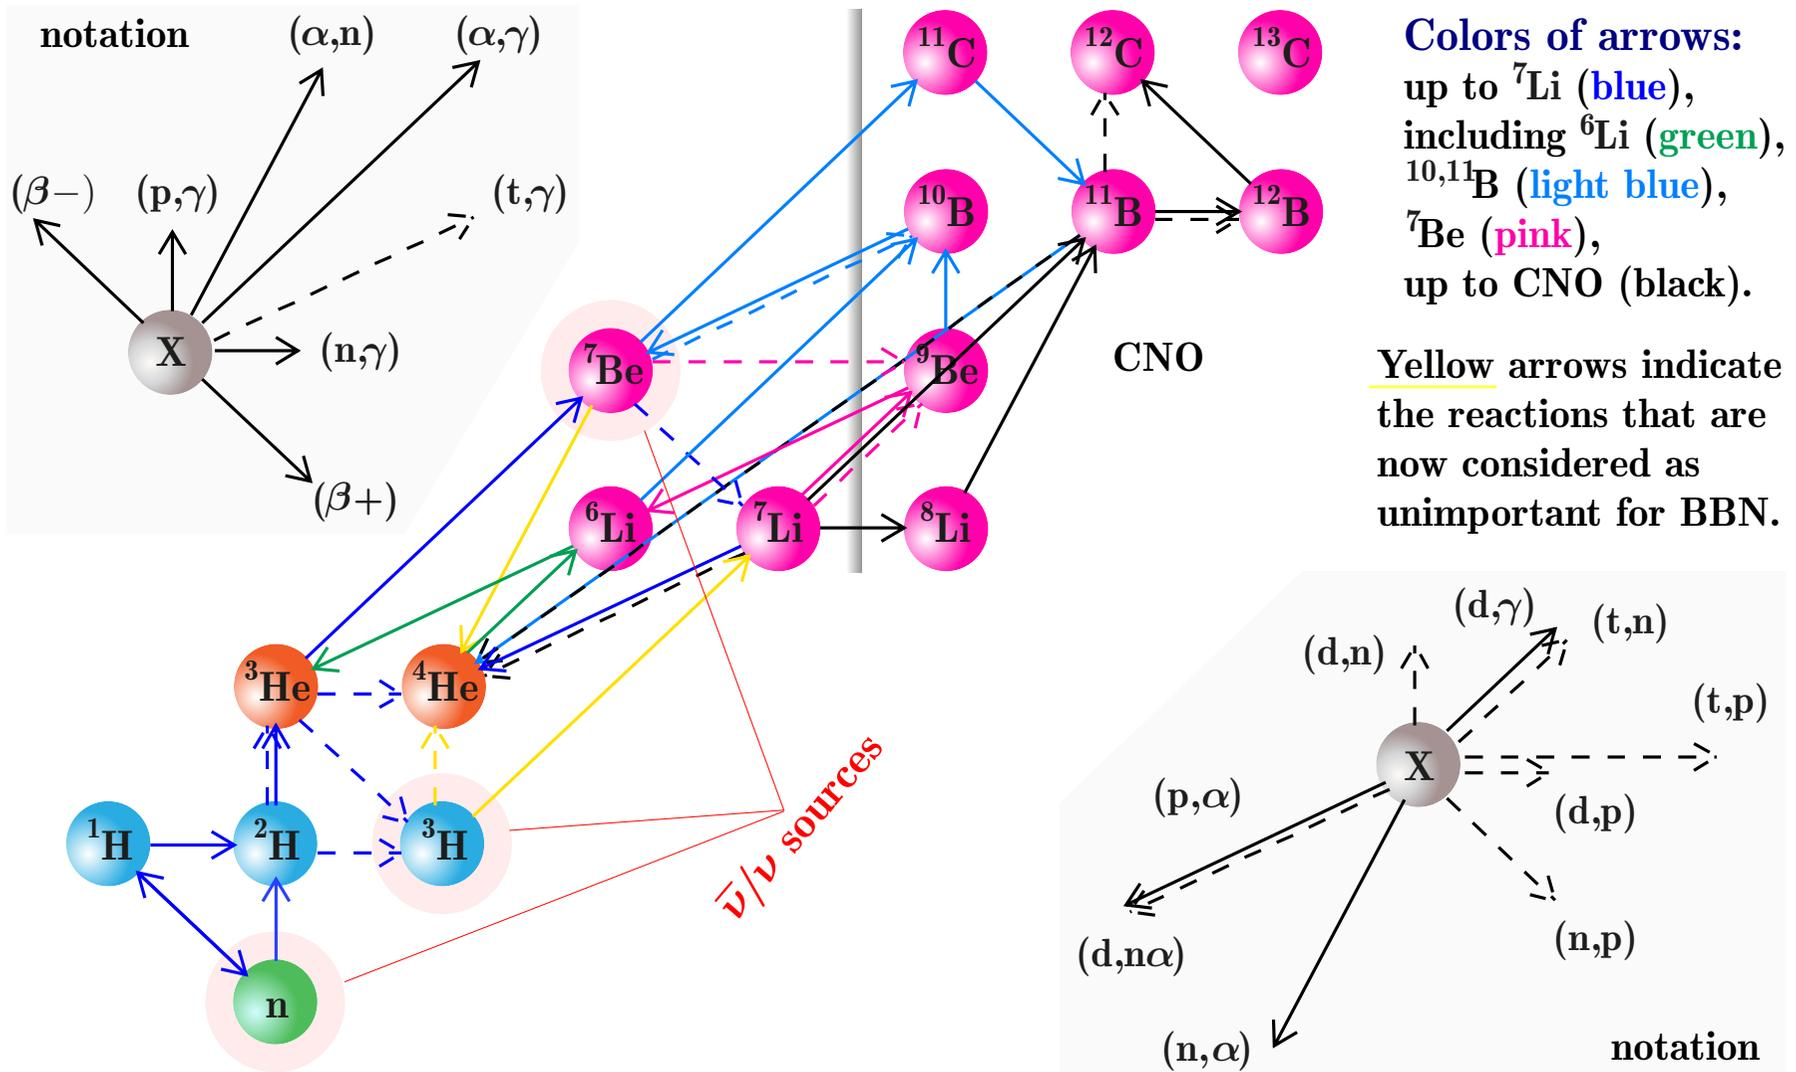 notation
(α,n)
(α,γ)
(β−)
(p,γ)
(t,γ)
X
(n,γ)
(β+)
¹¹C
¹²C
¹³C
¹⁰B
¹¹B
¹²B
⁷Be
⁹Be
CNO
⁶Li
⁷Li
⁸Li
³He
⁴He
¹H
²H
³H
n
ν̅/ν sources
Colors of arrows:
up to ⁷Li (blue),
including ⁶Li (green),
¹⁰,¹¹B (light blue),
⁷Be (pink),
up to CNO (black).
Yellow arrows indicate
the reactions that are
now considered as
unimportant for BBN.
(d,γ)
(t,n)
(d,n)
(t,p)
X
(p,α)
(d,p)
(d,nα)
(n,p)
(n,α)
notation